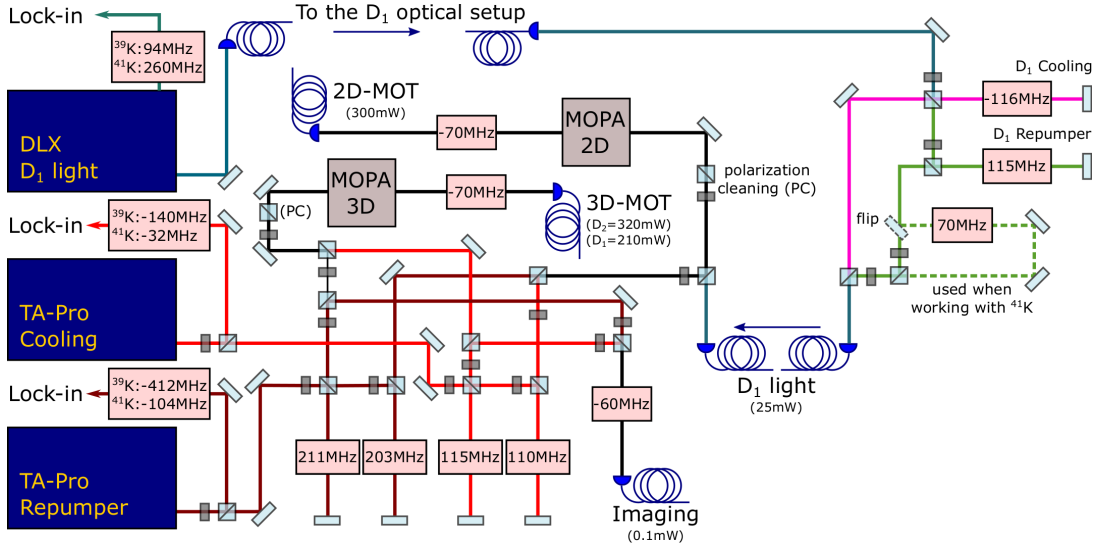 Lock-in
³⁹K:94MHz
⁴¹K:260MHz
To the D₁ optical setup
DLX
D₁ light
2D-MOT
(300mW)
-70MHz
MOPA
2D
polarization
cleaning (PC)
D₁ Cooling
-116MHz
D₁ Repumper
115MHz
(PC)
MOPA
3D
-70MHz
3D-MOT
(D₂=320mW)
(D₁=210mW)
flip
70MHz
used when
working with ⁴¹K
Lock-in
³⁹K:-140MHz
⁴¹K:-32MHz
TA-Pro
Cooling
D₁ light
(25mW)
Lock-in
³⁹K:-412MHz
⁴¹K:-104MHz
TA-Pro
Repumper
211MHz
203MHz
115MHz
110MHz
-60MHz
Imaging
(0.1mW)